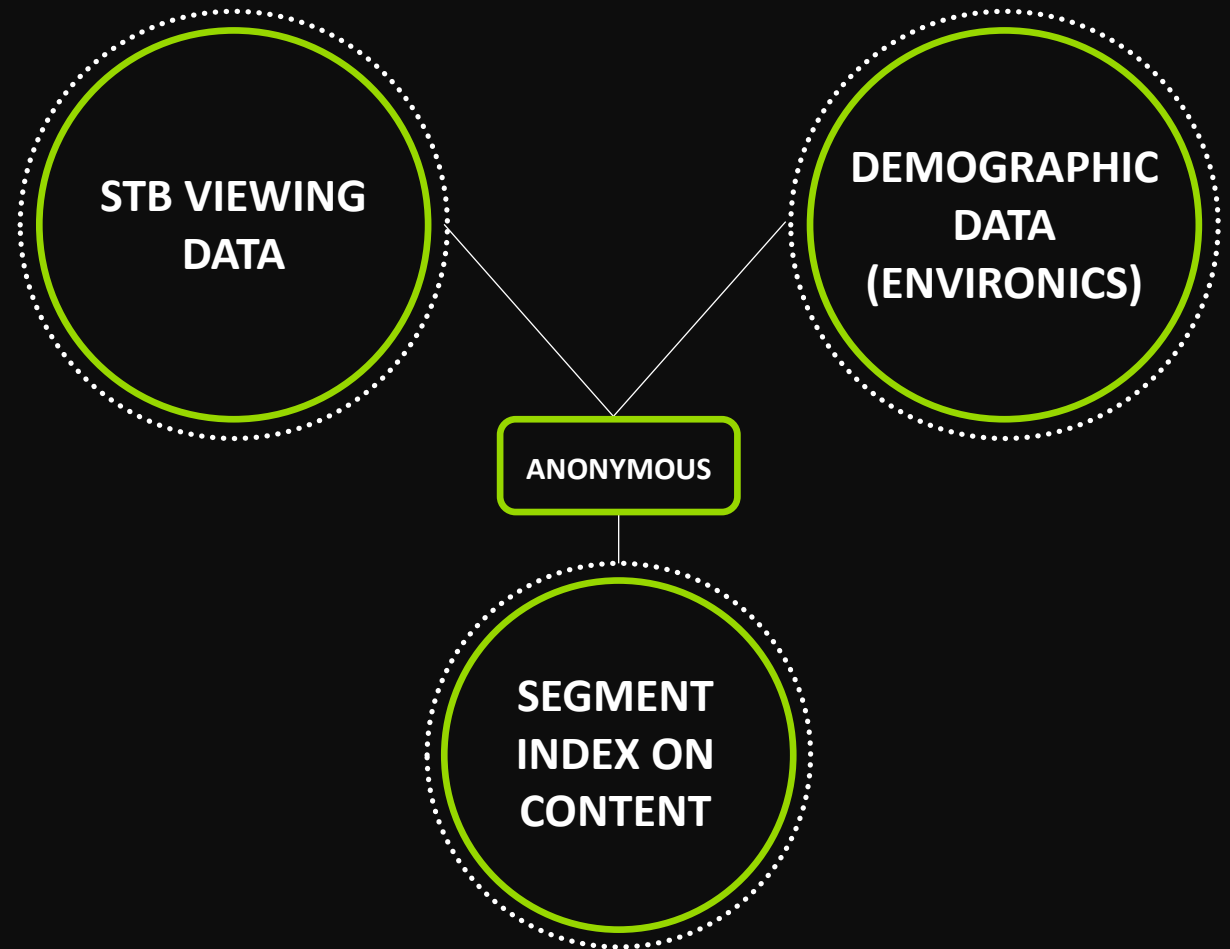 STB VIEWING
DATA
DEMOGRAPHIC
DATA
(ENVIRONICS)
ANONYMOUS
SEGMENT
INDEX ON
CONTENT